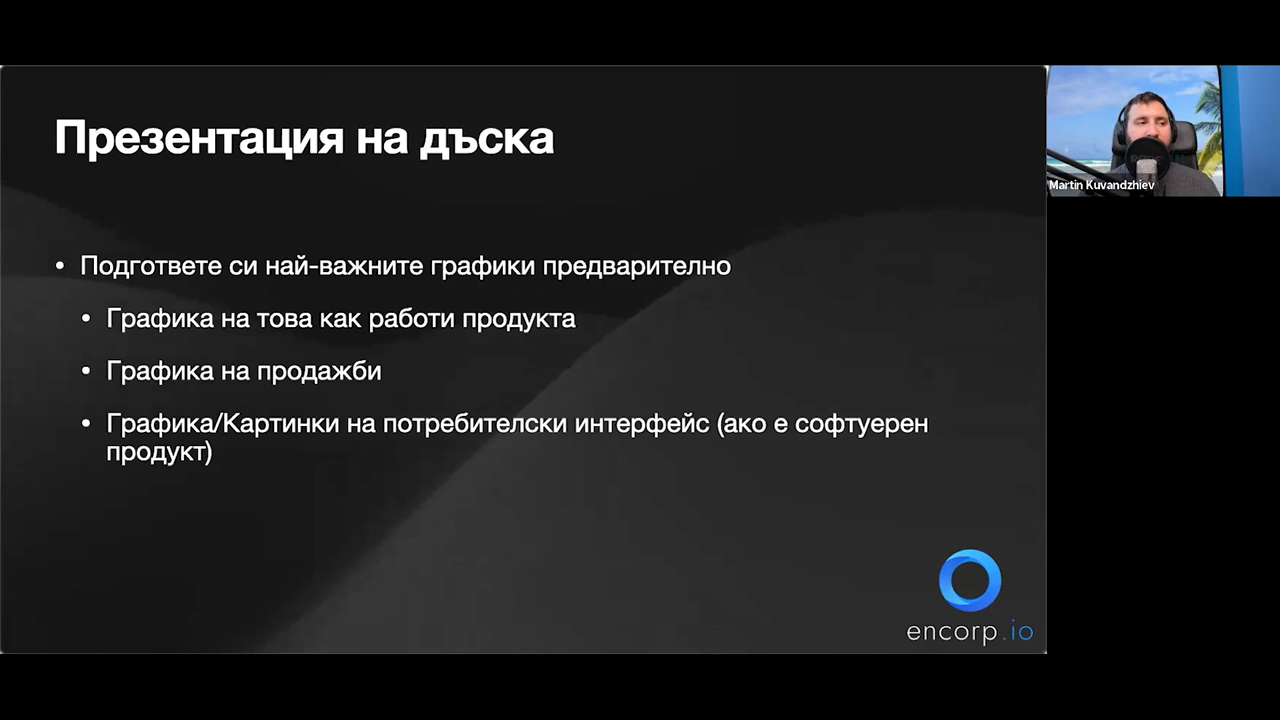 Презентация на дъска
• Подгответе си най-важните графики предварително
• Графика на това как работи продукта
• Графика на продажби
• Графика/Картинки на потребителски интерфейс (ако е софтуерен
продукт)
encorp.io
Martin Kuvandzhiev